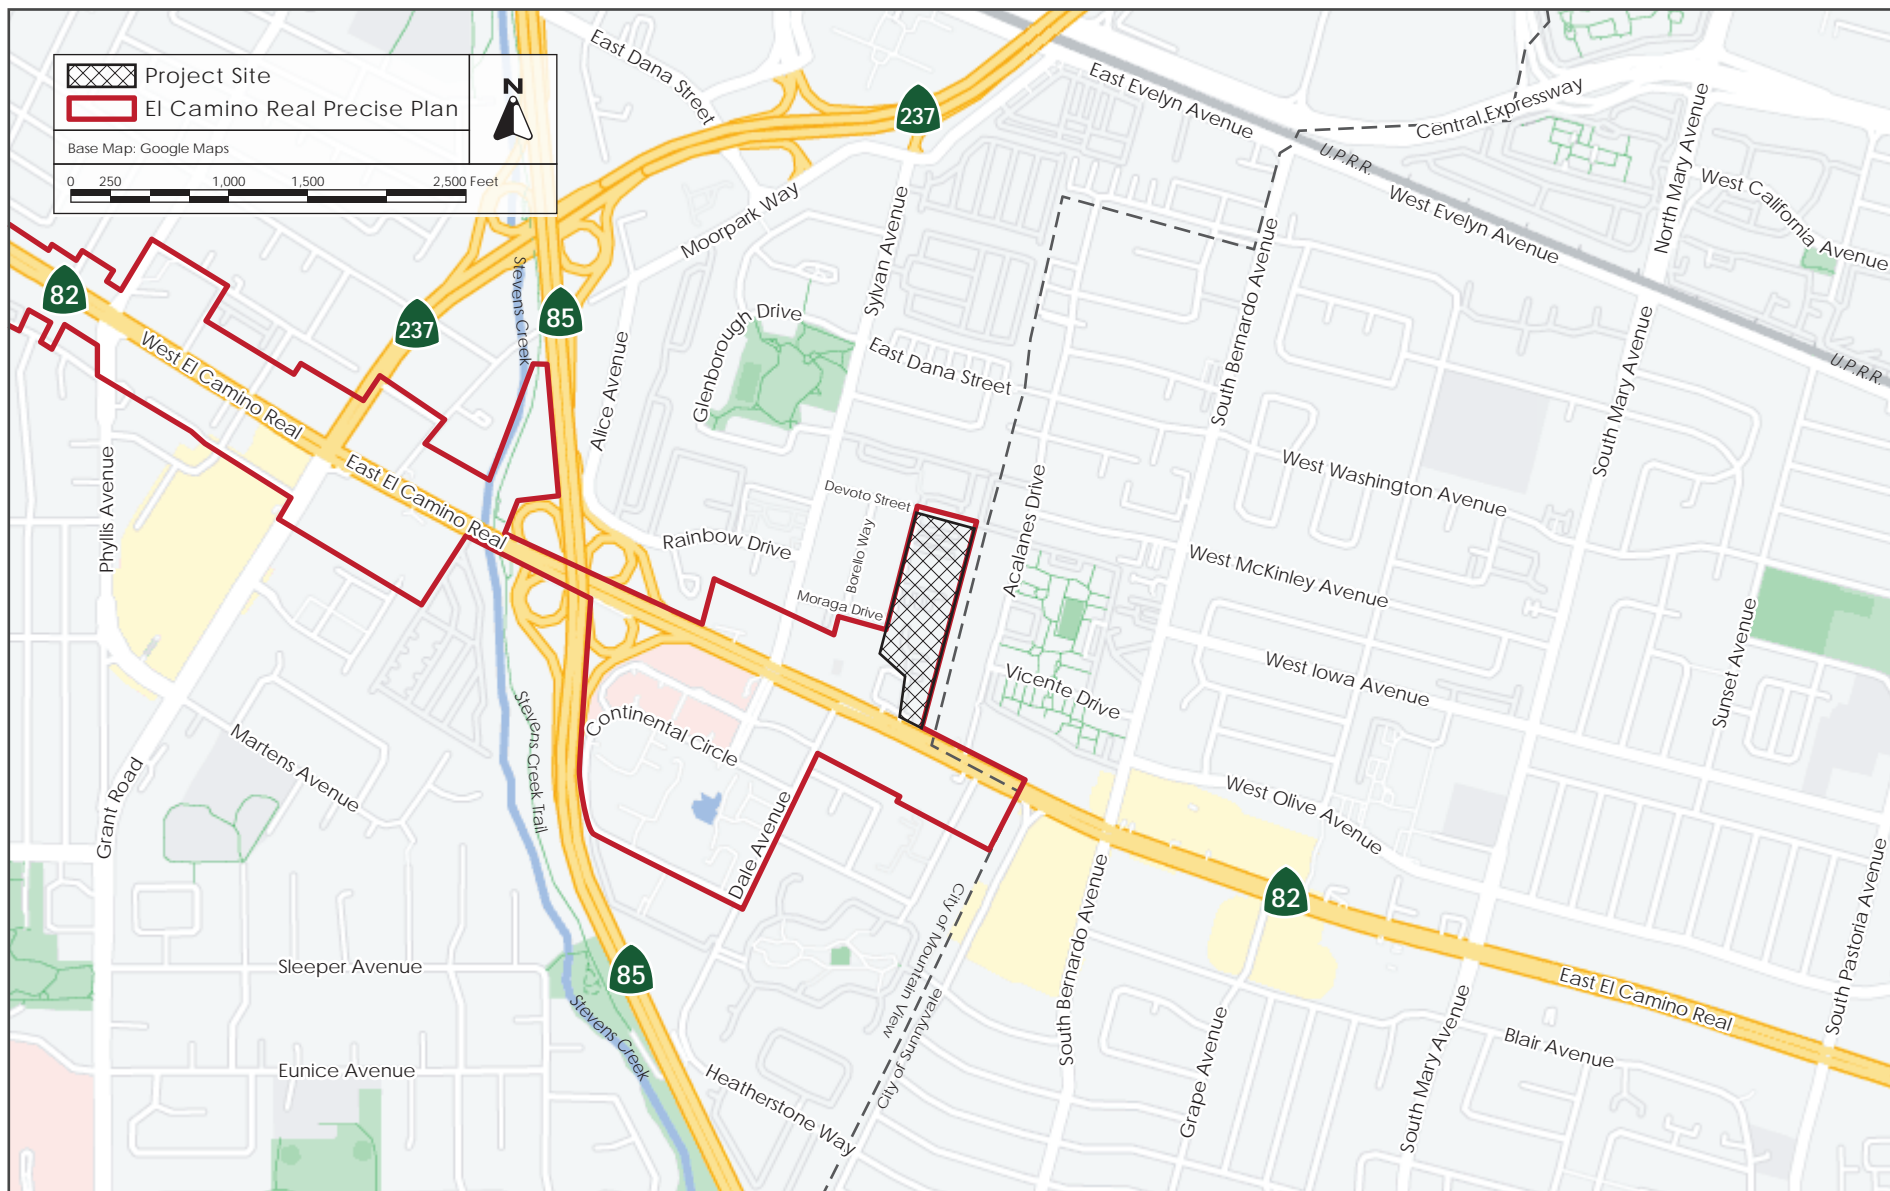 Project Site
El Camino Real Precise Plan
N
Base Map: Google Maps
0 250 1,000 1,500 2,500 Feet
East Dana Street
237
East Evelyn Avenue
Central Expressway
North Mary Avenue
U.P.R.R.
West California Avenue
West Evelyn Avenue
Moorpark Way
Sylvan Avenue
South Bernardo Avenue
82
237
85
Stevens Creek
Glenborough Drive
Alice Avenue
East Dana Street
South Mary Avenue
U.P.R.R.
West El Camino Real
East El Camino Real
Phyllis Avenue
West Washington Avenue
Devoto Street
Borello Way
Acalanes Drive
Rainbow Drive
Moraga Drive
West McKinley Avenue
Sunset Avenue
West Iowa Avenue
Vicente Drive
Continental Circle
Martens Avenue
Stevens Creek Trail
Grant Road
Dale Avenue
West Olive Avenue
82
City of Mountain View
City of Sunnyvale
South Bernardo Avenue
South Pastoria Avenue
Sleeper Avenue
85
Stevens Creek
East El Camino Real
Grape Avenue
South Mary Avenue
Blair Avenue
Eunice Avenue
Heatherstone Way